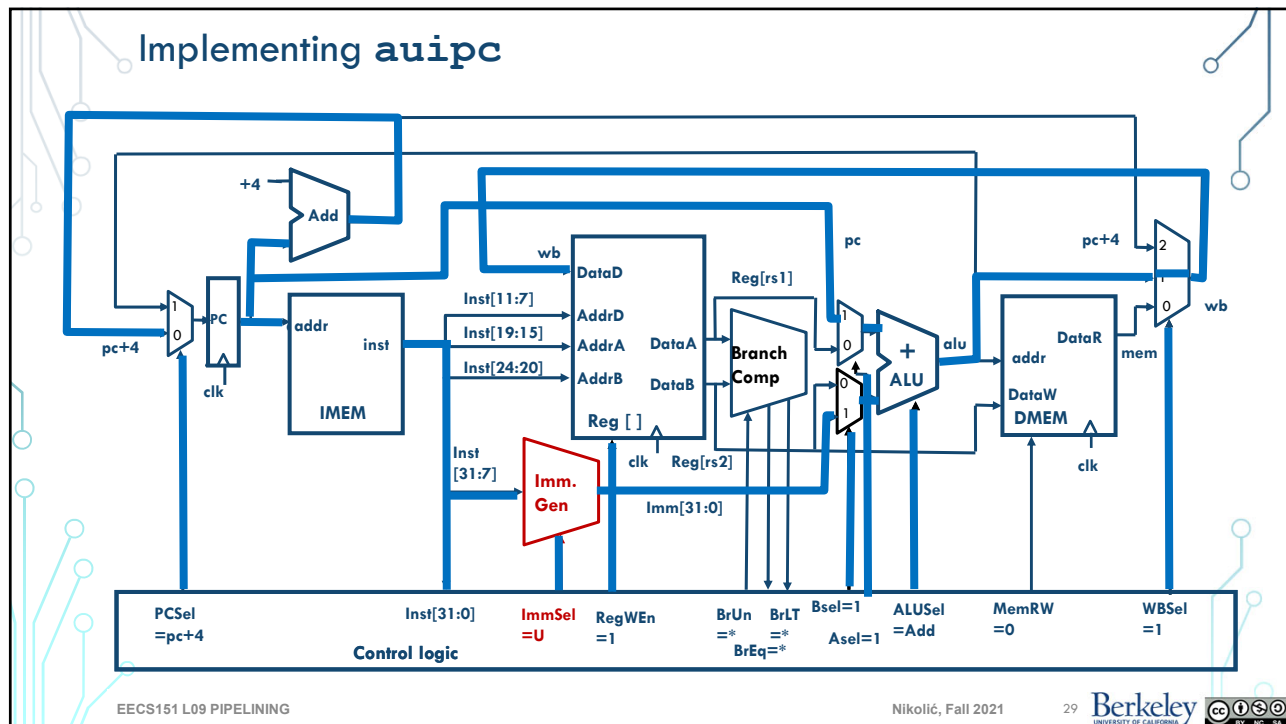 Implementing auipc
+4
Add
1
0
PC
pc+4
clk
addr
inst
IMEM
Inst[11:7]
Inst[19:15]
Inst[24:20]
Inst
[31:7]
wb
DataD
AddrD
AddrA
AddrB
DataA
DataB
Reg [ ]
clk
Imm.
Gen
Imm[31:0]
Reg[rs1]
Reg[rs2]
Branch
Comp
pc
1
0
0
1
+
ALU
alu
addr
DataW
DataR
DMEM
clk
mem
pc+4
2
1
0
wb
PCSel
=pc+4
Inst[31:0]
ImmSel
=U
RegWEn
=1
BrUn
=*
BrEq=*
BrLT
=*
Bsel=1
Asel=1
ALUSel
=Add
MemRW
=0
WBSel
=1
Control logic
EECS151 L09 PIPELINING
Nikolić, Fall 2021
29
Berkeley
UNIVERSITY OF CALIFORNIA
cc
BY NC SA